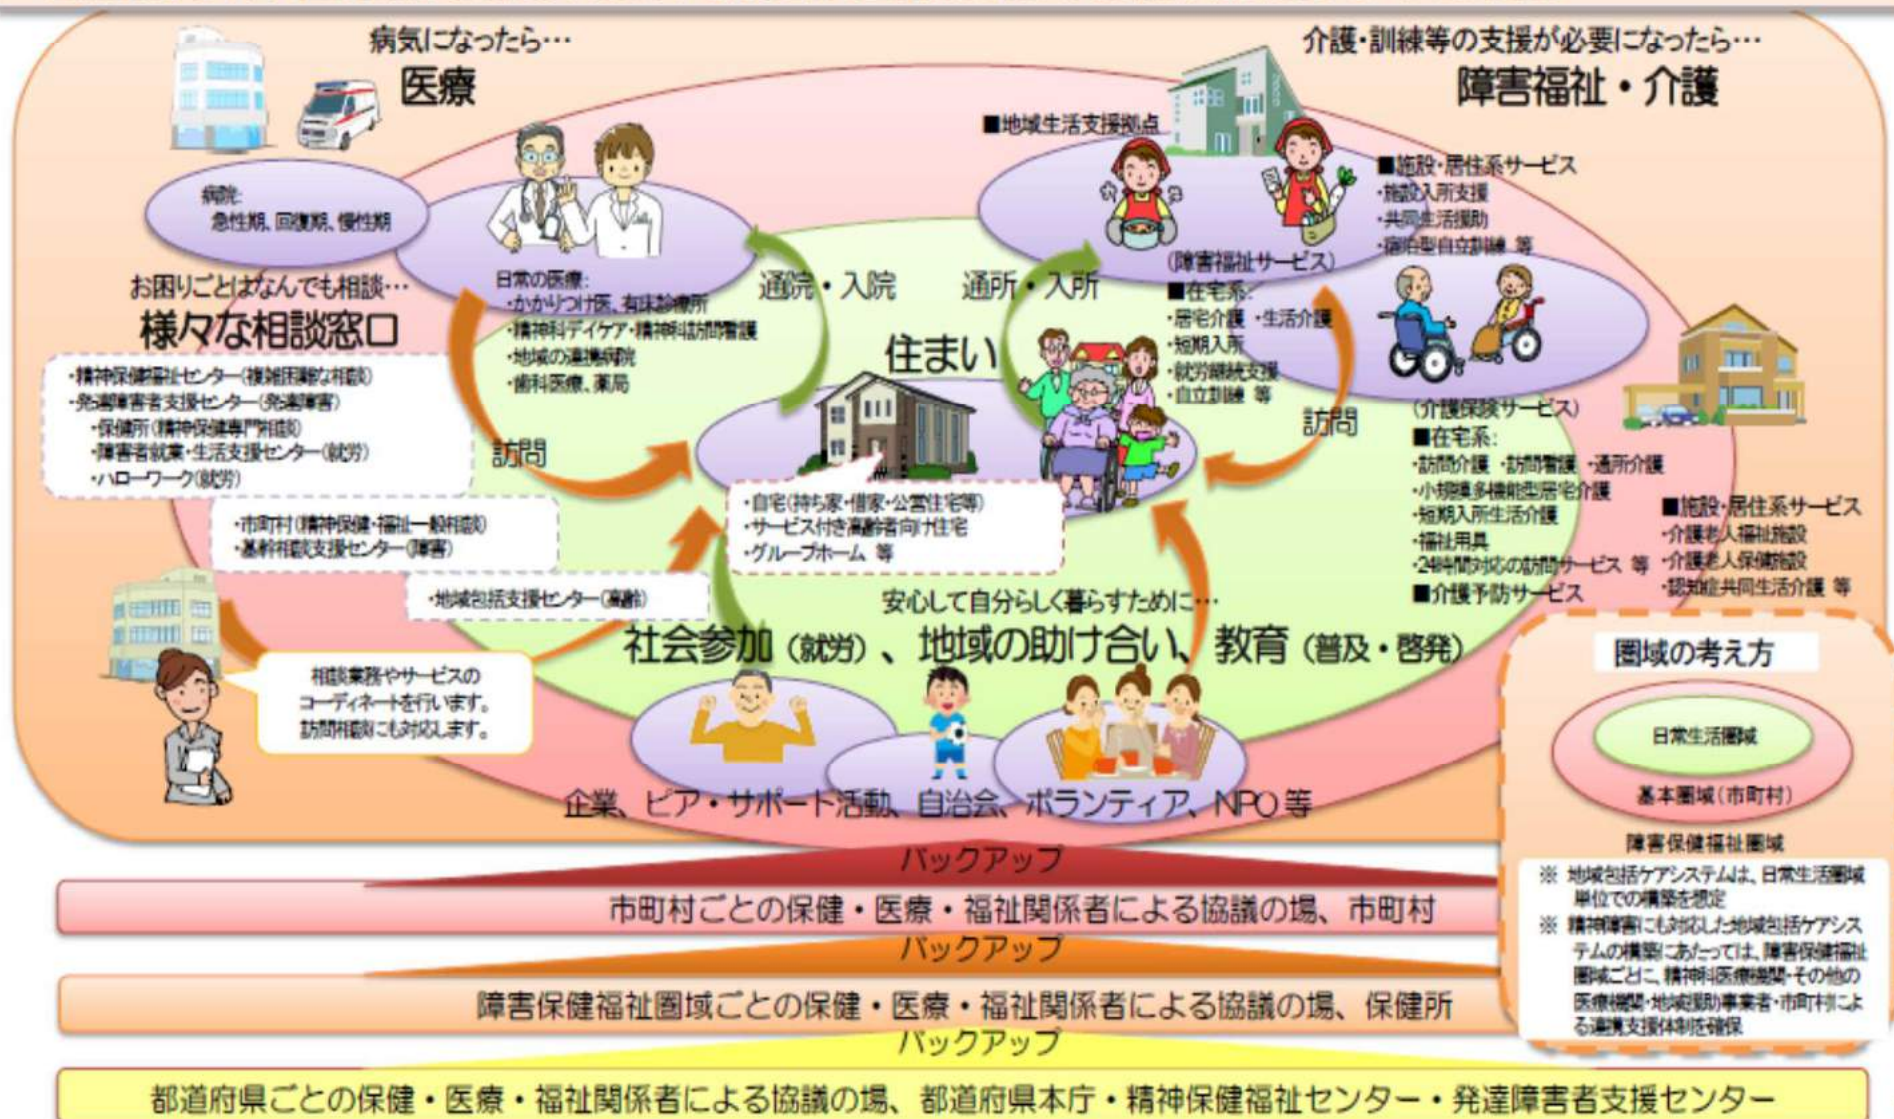 病気になったら…
医療
病院:
急性期、回復期、慢性期
日常の医療:
・かかりつけ医、有床診療所
・精神科デイケア・精神科訪問看護
・地域の連携病院
・歯科医療、薬局
介護・訓練等の支援が必要になったら…
障害福祉・介護
■地域生活支援拠点
■施設・居住系サービス
・施設入所支援
・共同生活援助
・宿泊型自立訓練 等
(障害福祉サービス)
■在宅系:
・居宅介護 ・生活介護
・短期入所
・就労継続支援
・自立訓練 等
(介護保険サービス)
■在宅系:
・訪問介護 ・訪問看護 ・通所介護
・小規模多機能型居宅介護
・短期入所生活介護
・福祉用具
・24時間対応の訪問サービス 等
■介護予防サービス
■施設・居住系サービス
・介護老人福祉施設
・介護老人保健施設
・認知症共同生活介護 等
通院・入院
通所・入所
住まい
訪問
訪問
・自宅(持ち家・借家・公営住宅等)
・サービス付き高齢者向け住宅
・グループホーム 等
お困りごとはなんでも相談…
様々な相談窓口
・精神保健福祉センター(複雑困難な相談)
・発達障害者支援センター(発達障害)
・保健所(精神保健専門相談)
・障害者就業・生活支援センター(就労)
・ハローワーク(就労)
・市町村(精神保健・福祉一般相談)
・基幹相談支援センター(障害)
・地域包括支援センター(高齢)
相談業務やサービスの
コーディネートを行います。
訪問相談にも対応します。
安心して自分らしく暮らすために…
社会参加(就労)、地域の助け合い、教育(普及・啓発)
企業、ピア・サポート活動、自治会、ボランティア、NPO 等
圏域の考え方
日常生活圏域
基本圏域(市町村)
障害保健福祉圏域
※ 地域包括ケアシステムは、日常生活圏域
単位での構築を想定
※ 精神障害にも対応した地域包括ケアシス
テムの構築にあたっては、障害保健福祉
圏域ごとに、精神科医療機関・その他の
医療機関・地域援助事業者・市町村によ
る連携支援体制を確保
バックアップ
市町村ごとの保健・医療・福祉関係者による協議の場、市町村
バックアップ
障害保健福祉圏域ごとの保健・医療・福祉関係者による協議の場、保健所
バックアップ
都道府県ごとの保健・医療・福祉関係者による協議の場、都道府県本庁・精神保健福祉センター・発達障害者支援センター